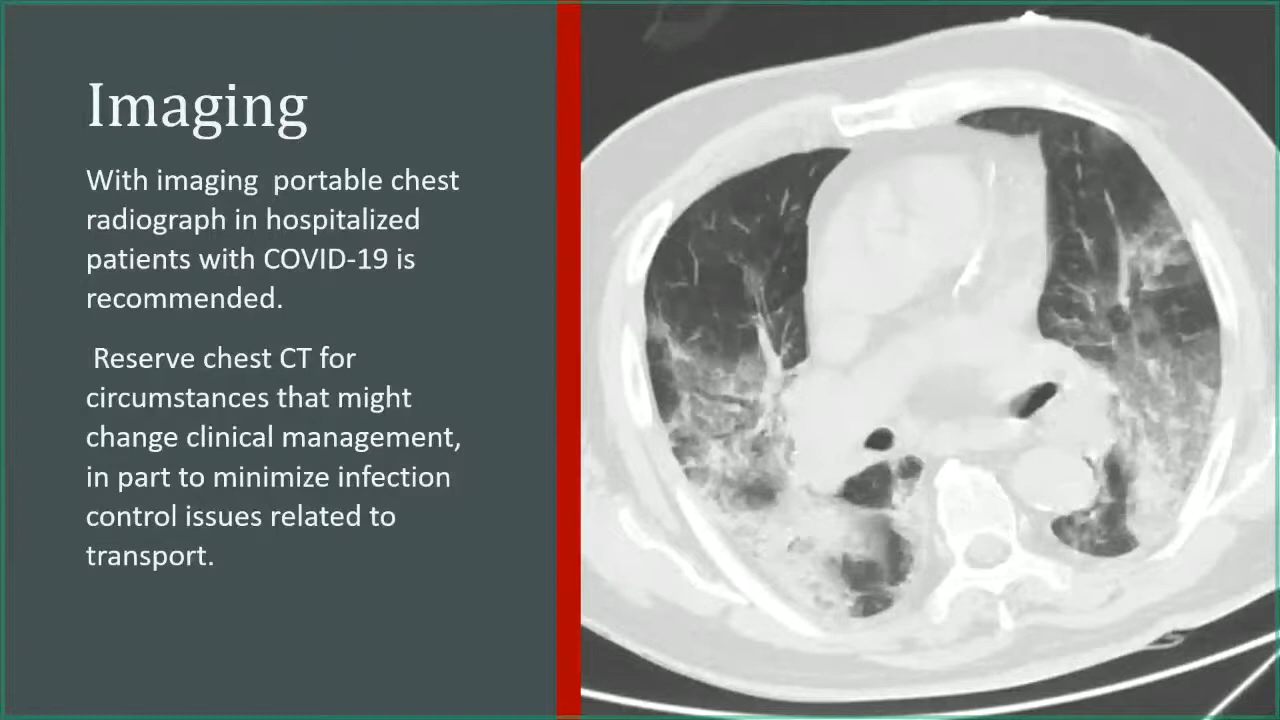 Imaging
With imaging  portable chest
radiograph in hospitalized
patients with COVID-19 is
recommended.
Reserve chest CT for
circumstances that might
change clinical management,
in part to minimize infection
control issues related to
transport.